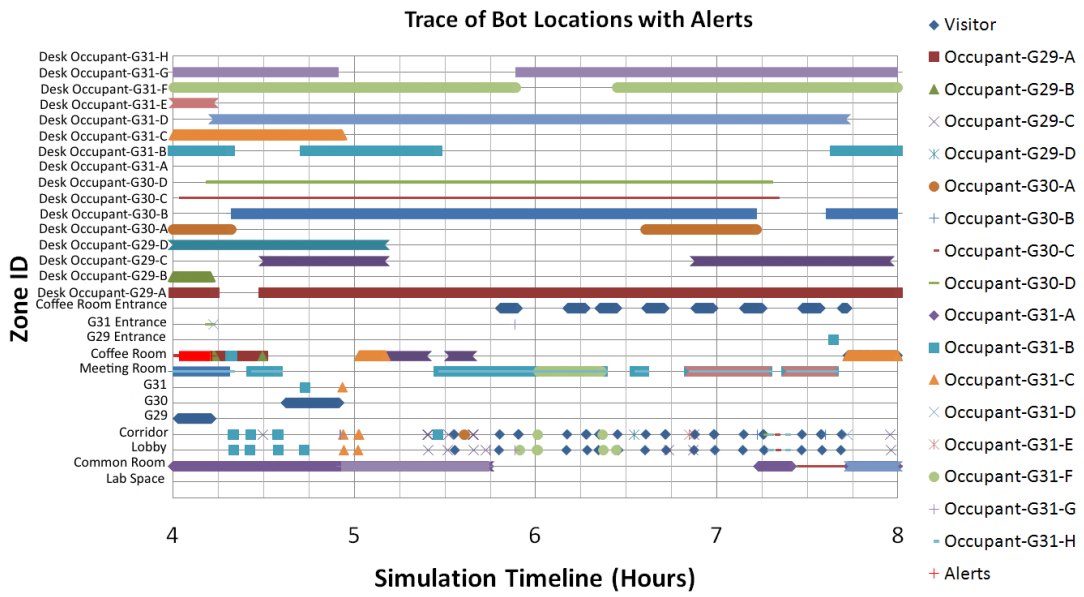 Trace of Bot Locations with Alerts
Zone ID
Desk Occupant-G31-H
Desk Occupant-G31-G
Desk Occupant-G31-F
Desk Occupant-G31-E
Desk Occupant-G31-D
Desk Occupant-G31-C
Desk Occupant-G31-B
Desk Occupant-G31-A
Desk Occupant-G30-D
Desk Occupant-G30-C
Desk Occupant-G30-B
Desk Occupant-G30-A
Desk Occupant-G29-D
Desk Occupant-G29-C
Desk Occupant-G29-B
Desk Occupant-G29-A
Coffee Room Entrance
G31 Entrance
G29 Entrance
Coffee Room
Meeting Room
G31
G30
G29
Corridor
Lobby
Common Room
Lab Space
4 5 6 7 8
Simulation Timeline (Hours)
Visitor
Occupant-G29-A
Occupant-G29-B
Occupant-G29-C
Occupant-G29-D
Occupant-G30-A
Occupant-G30-B
Occupant-G30-C
Occupant-G30-D
Occupant-G31-A
Occupant-G31-B
Occupant-G31-C
Occupant-G31-D
Occupant-G31-E
Occupant-G31-F
Occupant-G31-G
Occupant-G31-H
Alerts